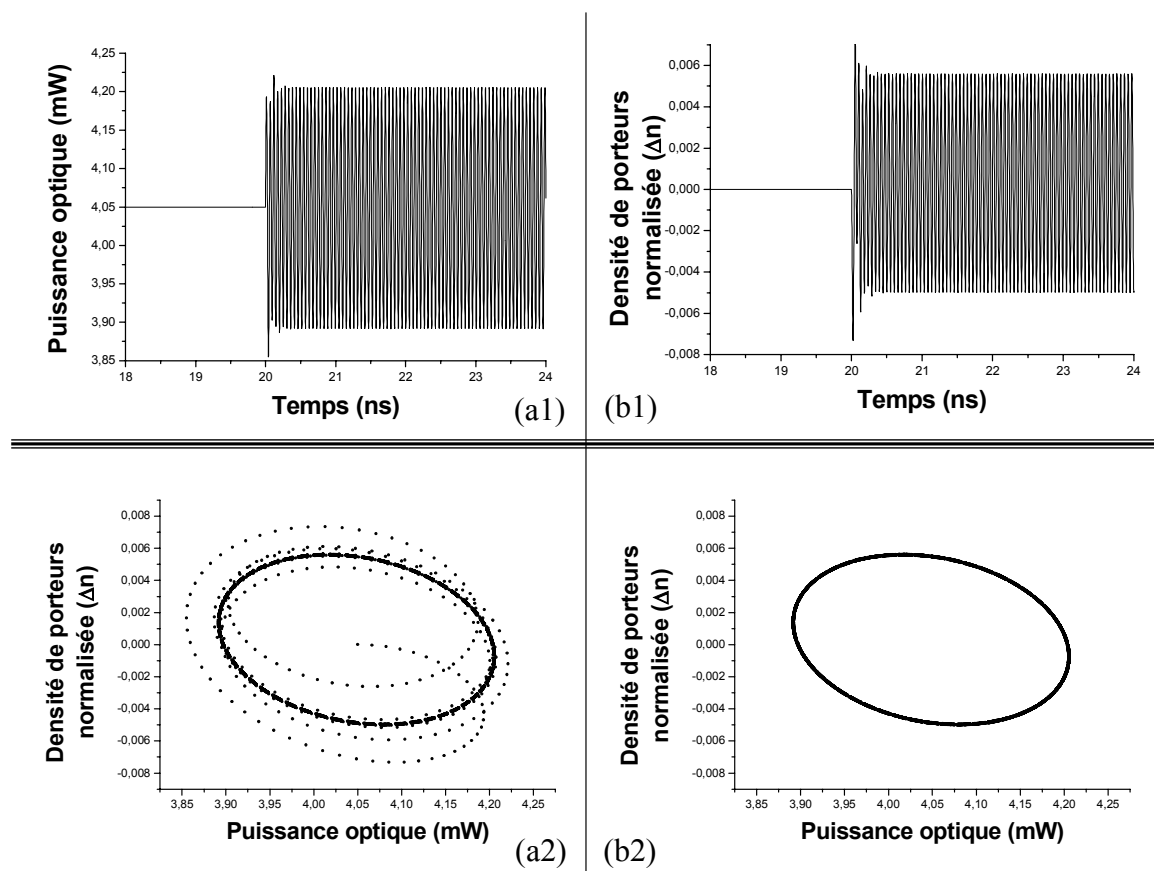 4,25
4,20
4,15
4,10
4,05
4,00
3,95
3,90
3,85
18 19 20 21 22 23 24
Puissance optique (mW)
Temps (ns)
(a1)
0,006
0,004
0,002
0,000
-0,002
-0,004
-0,006
-0,008
18 19 20 21 22 23 24
Densité de porteurs
normalisée (Δn)
Temps (ns)
(b1)
0,008
0,006
0,004
0,002
0,000
-0,002
-0,004
-0,006
-0,008
3,85 3,90 3,95 4,00 4,05 4,10 4,15 4,20 4,25
Densité de porteurs
normalisée (Δn)
Puissance optique (mW)
(a2)
0,008
0,006
0,004
0,002
0,000
-0,002
-0,004
-0,006
-0,008
3,85 3,90 3,95 4,00 4,05 4,10 4,15 4,20 4,25
Densité de porteurs
normalisée (Δn)
Puissance optique (mW)
(b2)